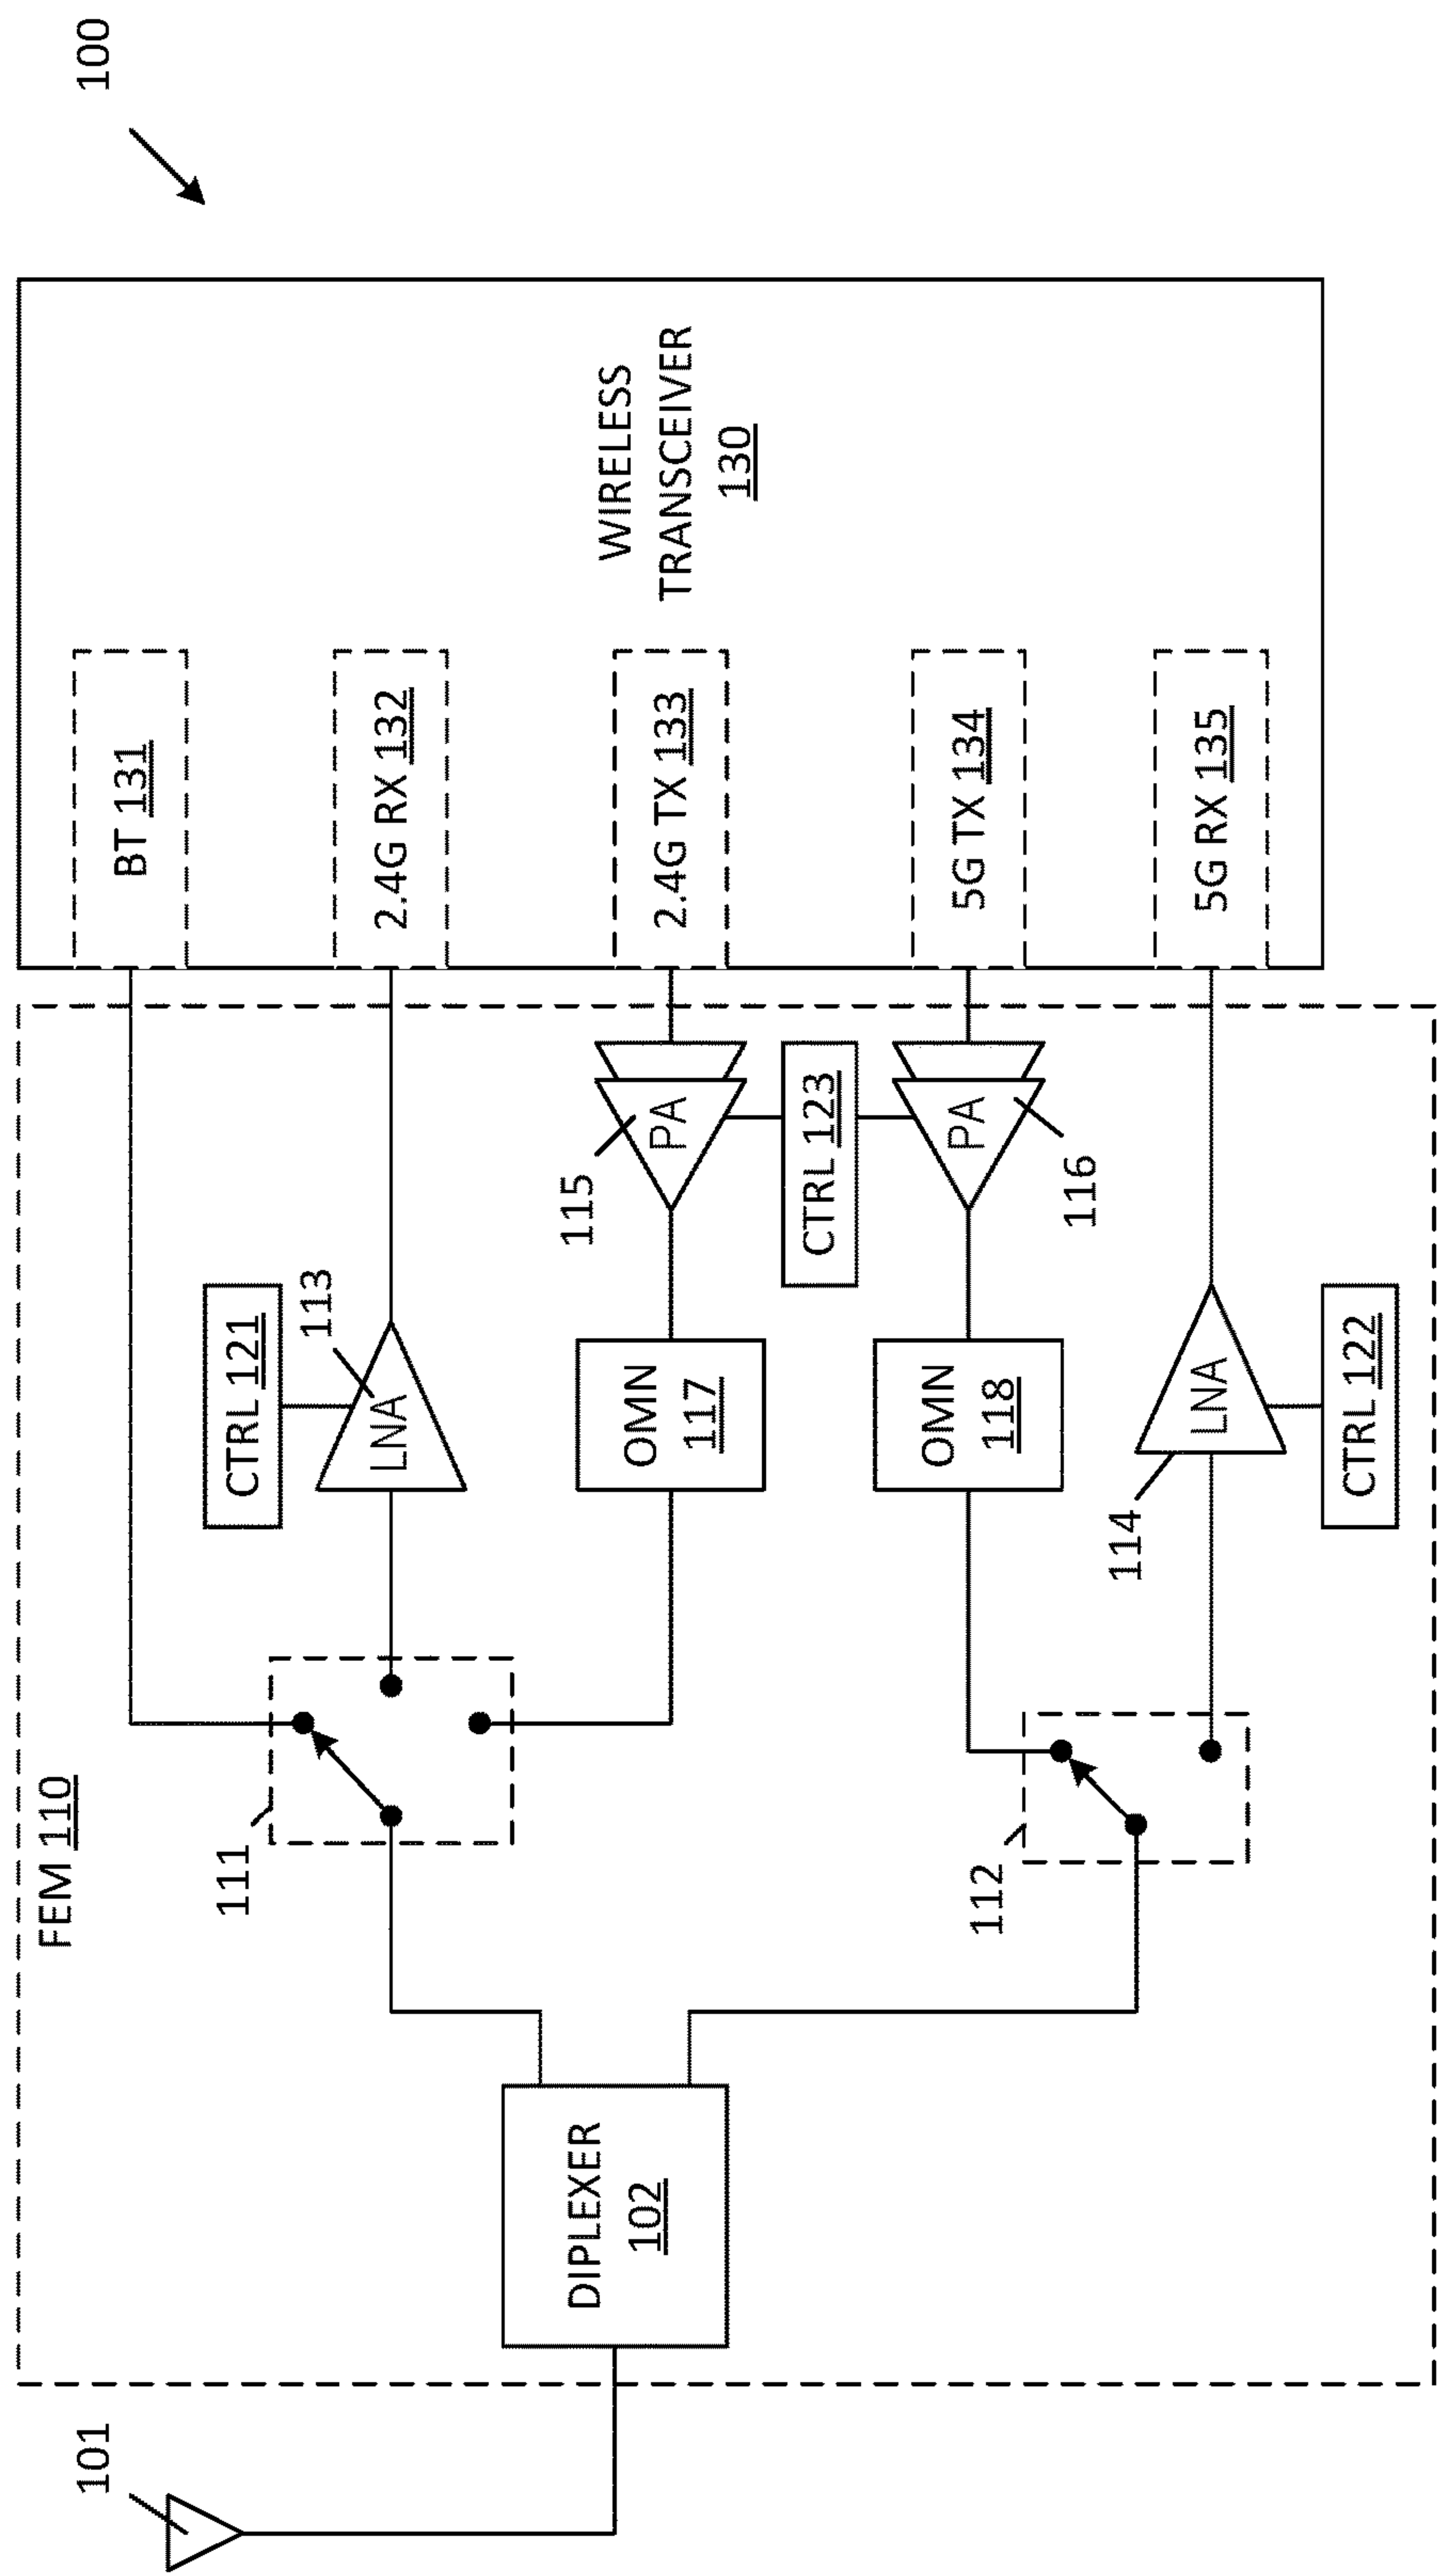 100
FEM 110
BT 131
111
CTRL 121
113
LNA
2.4G RX 132
101
DIPLEXER
102
OMN
117
115
PA
2.4G TX 133
WIRELESS
TRANSCEIVER
130
CTRL 123
OMN
118
PA
116
5G TX 134
112
114
LNA
5G RX 135
CTRL 122